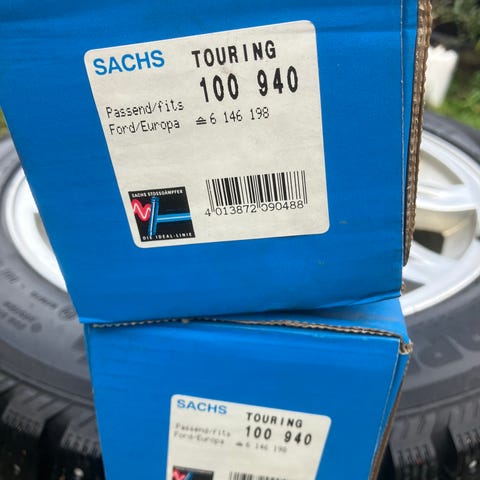 SACHS TOURING
100 940
Passend/fits
Ford/Europa ≙ 6 146 198
SACHS STOSSDÄMPFER
DIE IDEAL-LINIE
4 013872 090488
SACHS TOURING
Passend/fits 100 940
Ford/Europa ≙ 6 146 198